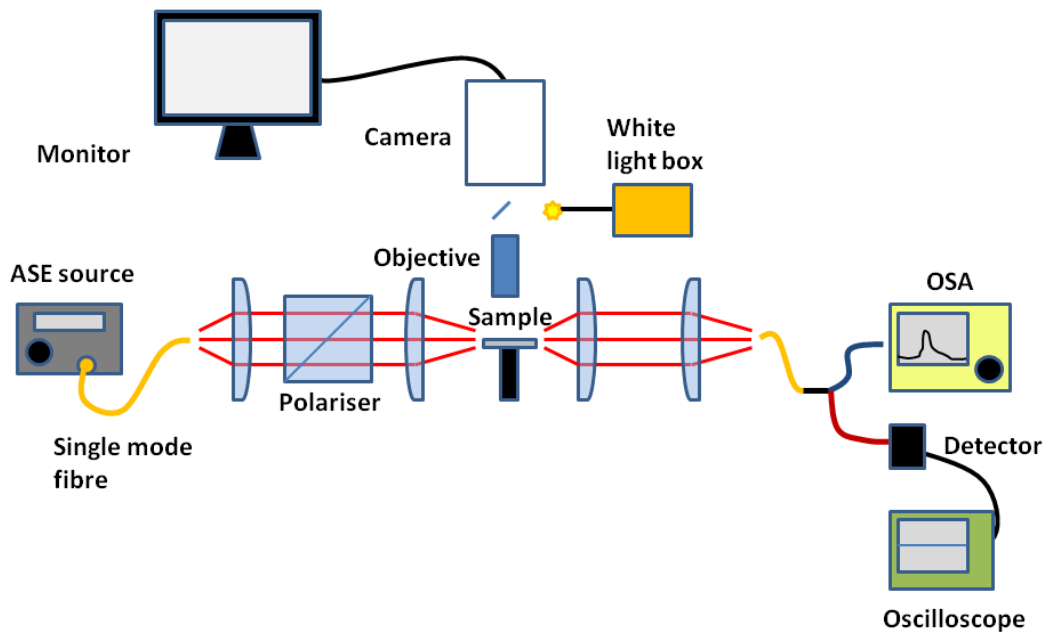 Monitor
Camera
White
light box
Objective
ASE source
Sample
OSA
Polariser
Single mode
fibre
Detector
Oscilloscope